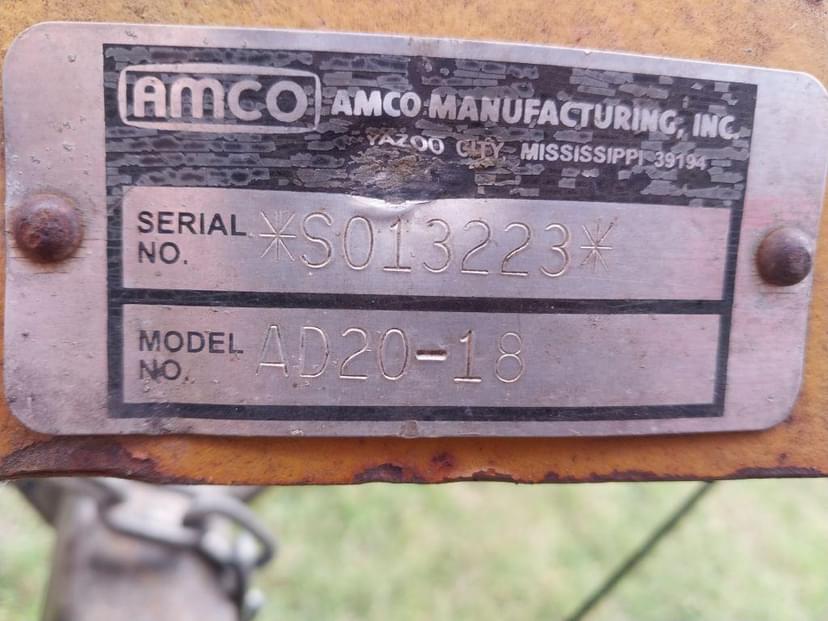 AMCO AMCO MANUFACTURING, INC.
YAZOO CITY, MISSISSIPPI 39194
SERIAL NO. *S013223*
MODEL NO. AD20-18